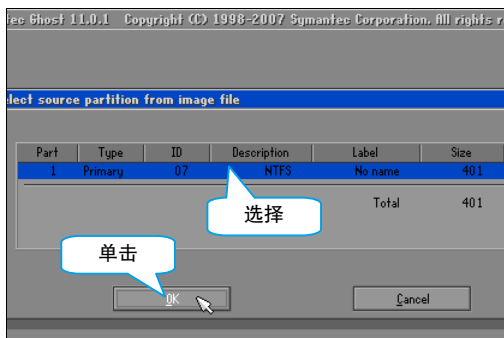 tec Ghost 11.0.1 Copyright (C) 1998-2007 Symantec Corporation. All rights r
elect source partition from image file
Part Type ID Description Label Size
1 Primary 07 NTFS No name 401
Total 401
选择
单击
OK Cancel